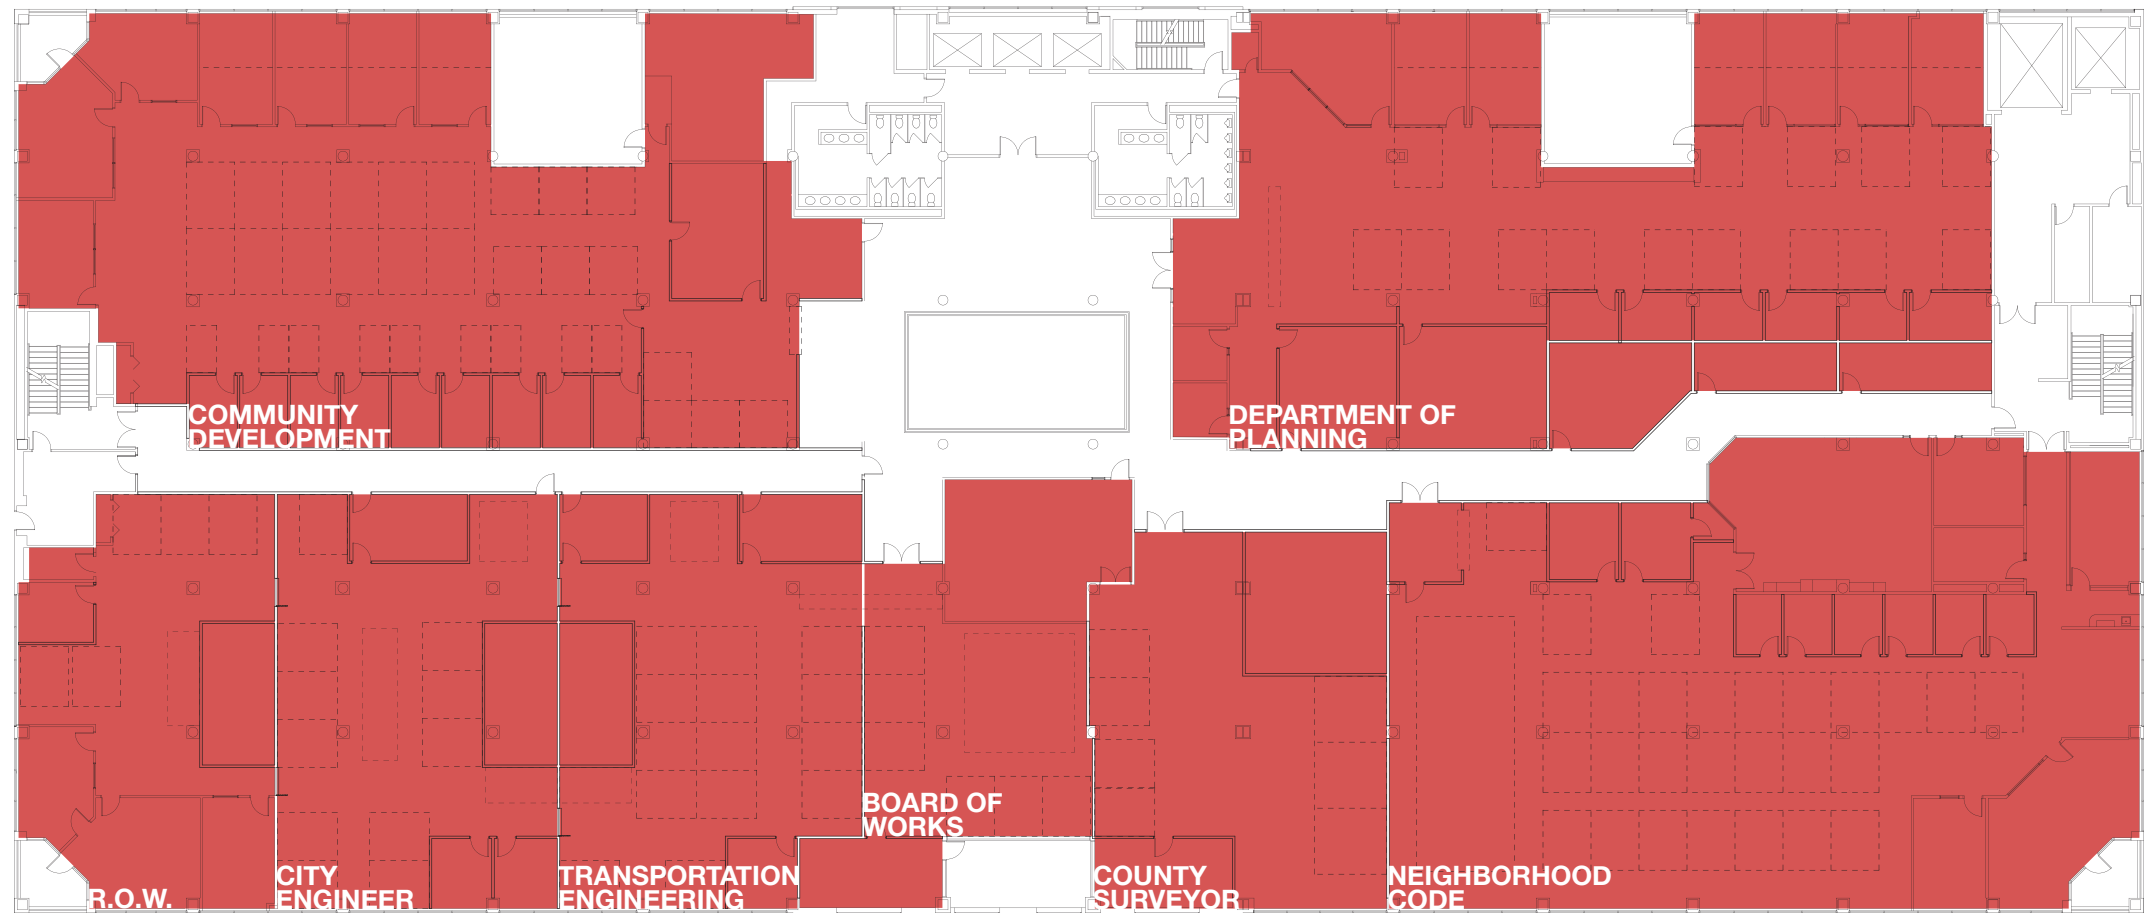 COMMUNITY
DEVELOPMENT
DEPARTMENT OF
PLANNING
BOARD OF
WORKS
R.O.W.
CITY
ENGINEER
TRANSPORTATION
ENGINEERING
COUNTY
SURVEYOR
NEIGHBORHOOD
CODE